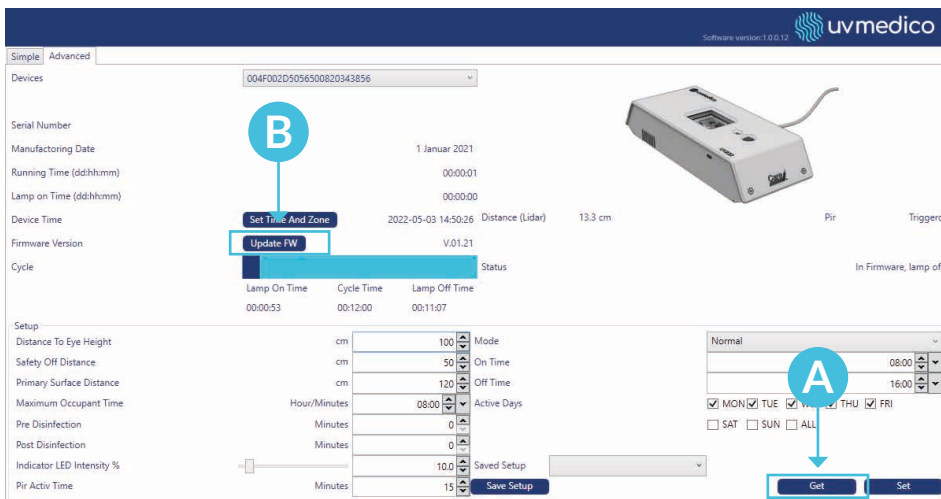 uvmedico
Software version:1.0.0.12
Simple Advanced
Devices 004F002D5056500820343856
Serial Number
B
Manufactoring Date 1 Januar 2021
Running Time (dd:hh:mm) 00:00:01
Lamp on Time (dd:hh:mm) 00:00:00
Device Time Set Time And Zone 2022-05-03 14:50:26 Distance (Lidar) 13.3 cm Pir Triggere
Firmware Version Update FW V.01.21
Cycle Status In Firmware, lamp of
Lamp On Time Cycle Time Lamp Off Time
00:00:53 00:12:00 00:11:07
Setup
Distance To Eye Height cm 100 Mode Normal
Safety Off Distance cm 50 On Time 08:00
Primary Surface Distance cm 120 Off Time 16:00
A
Maximum Occupant Time Hour/Minutes 08:00 Active Days MON TUE THU FRI
Pre Disinfection Minutes 0 SAT SUN ALL
Post Disinfection Minutes 0
Indicator LED Intensity % 10.0 Saved Setup
Pir Activ Time Minutes 15 Save Setup Get Set